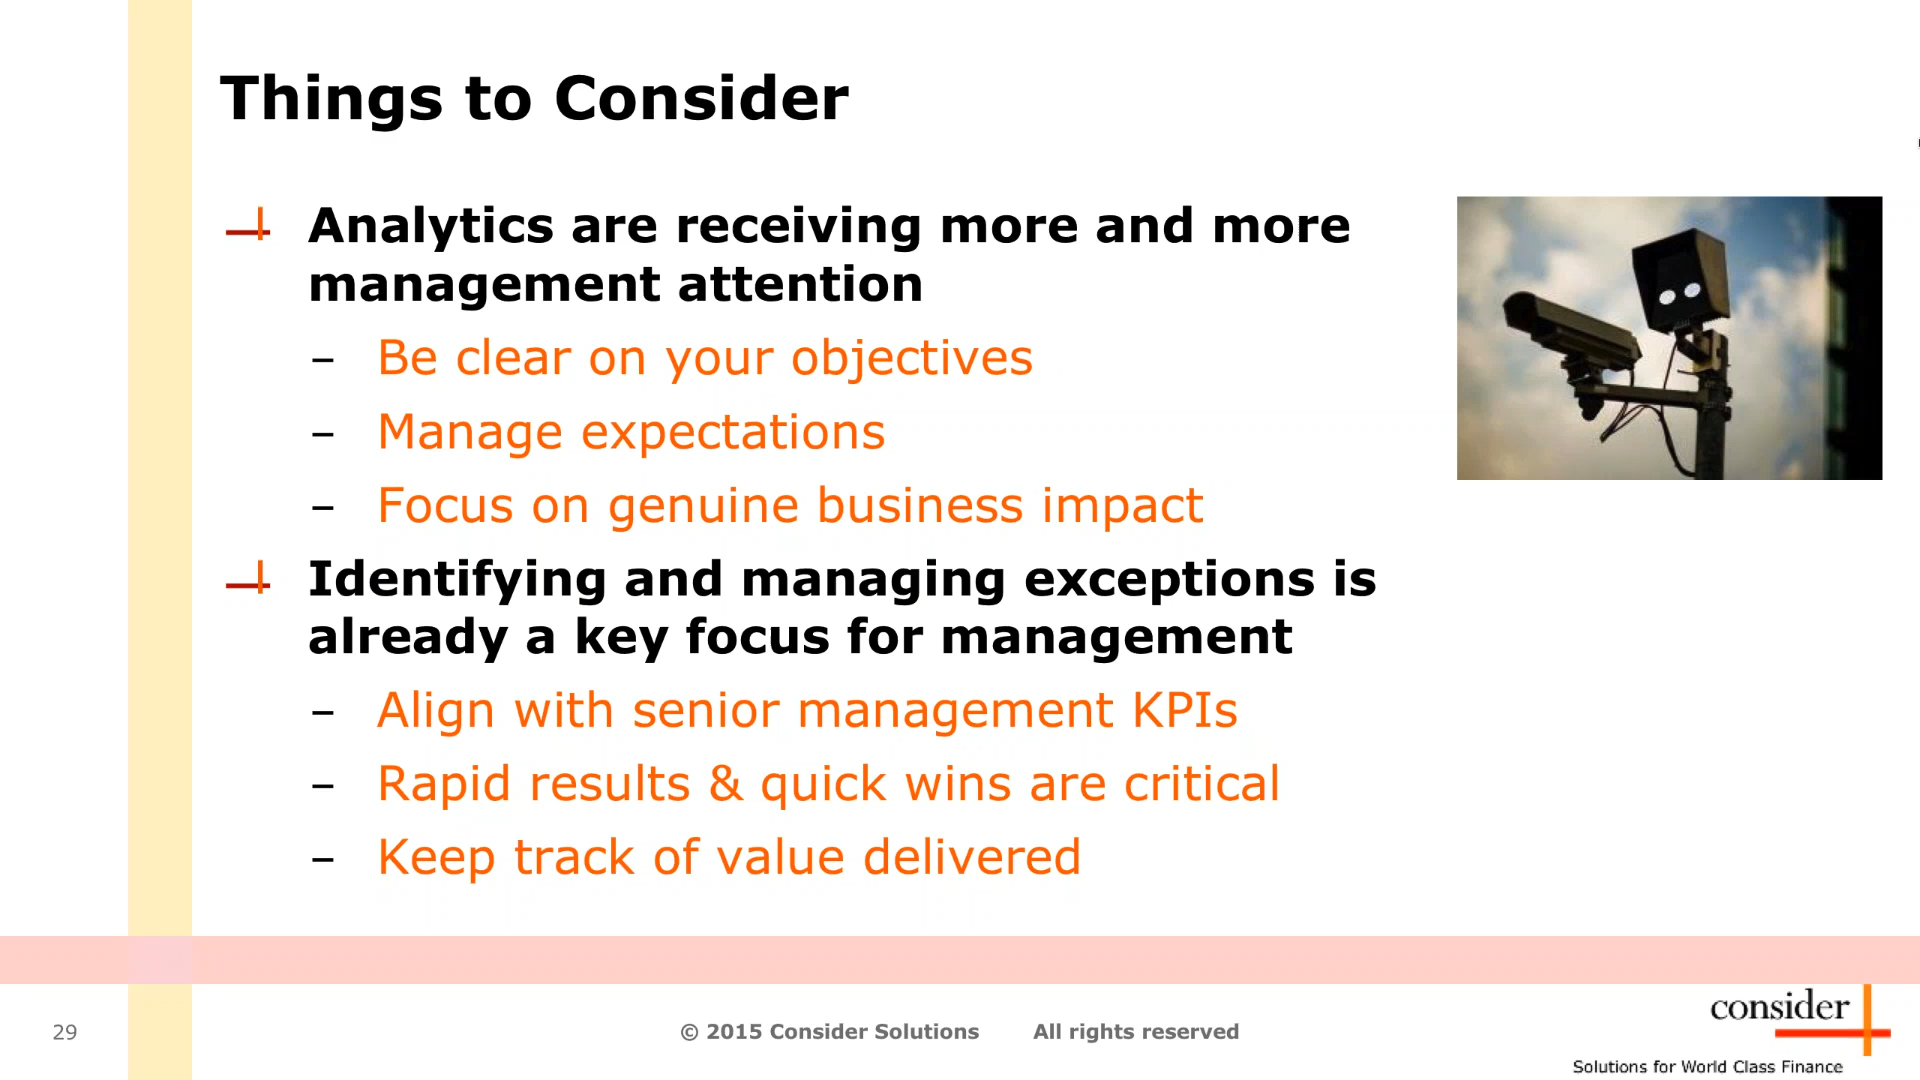 Things to Consider
Analytics are receiving more and more
management attention
– Be clear on your objectives
– Manage expectations
– Focus on genuine business impact
Identifying and managing exceptions is
already a key focus for management
– Align with senior management KPIs
– Rapid results & quick wins are critical
– Keep track of value delivered
29
© 2015 Consider Solutions All rights reserved
consider
Solutions for World Class Finance